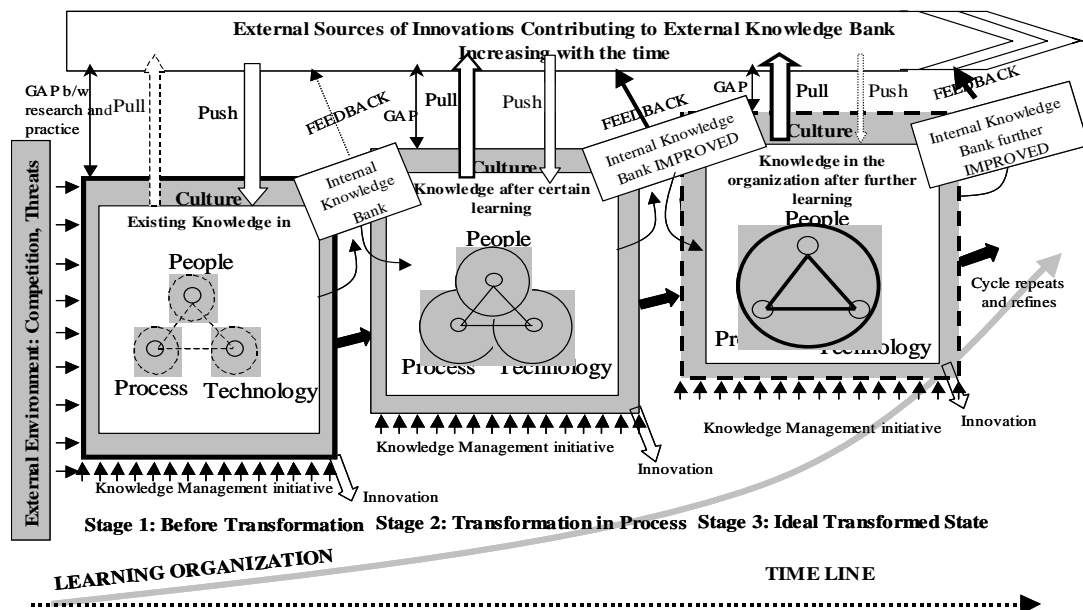 External Sources of Innovations Contributing to External Knowledge Bank
Increasing with the time
GAP b/w
research and
practice
Pull
Push
FEEDBACK
GAP
Pull
Push
FEEDBACK
GAP
Pull
Push
FEEDBACK
External Environment: Competition, Threats
Culture
Existing Knowledge in
People
Process
Technology
Internal
Knowledge
Bank
Culture
Knowledge after certain
learning
People
Process
Technology
Internal Knowledge
Bank IMPROVED
Culture
Knowledge in the
organization after further
learning
People
Technology
Internal Knowledge
Bank further
IMPROVED
Cycle repeats
and refines
Knowledge Management initiative
Innovation
Knowledge Management initiative
Innovation
Knowledge Management initiative
Innovation
Stage 1: Before Transformation
Stage 2: Transformation in Process
Stage 3: Ideal Transformed State
LEARNING ORGANIZATION
TIME LINE